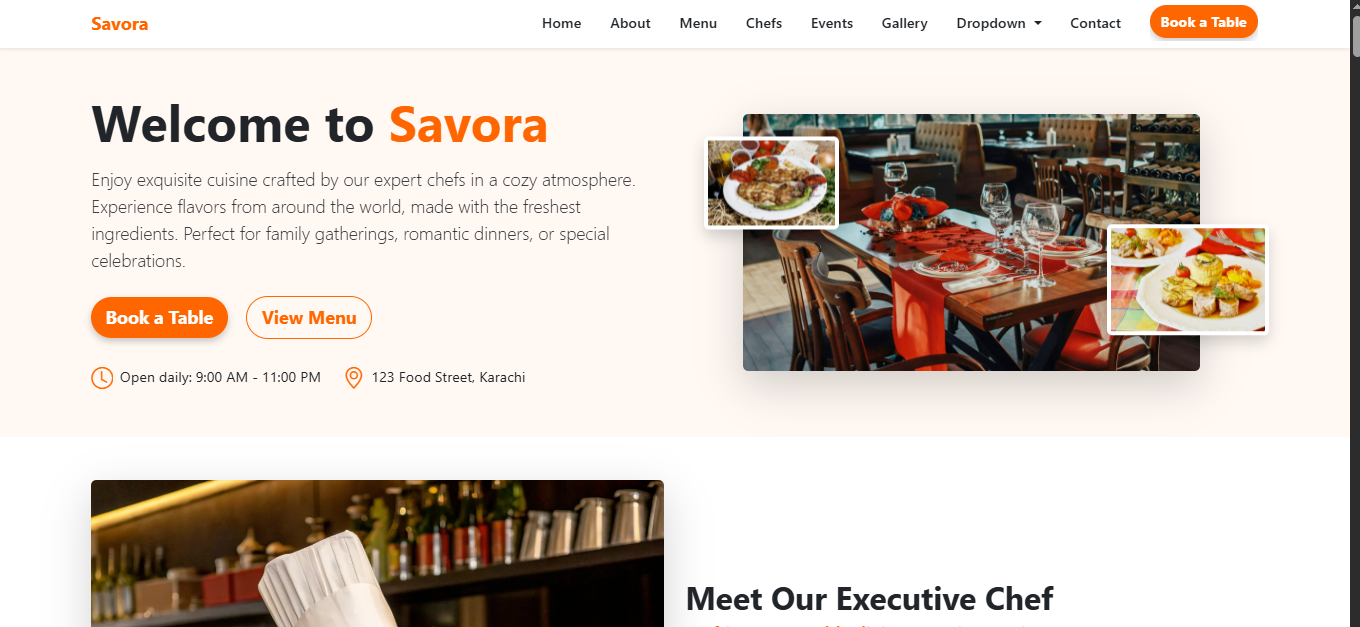 Savora
Home About Menu Chefs Events Gallery Dropdown Contact Book a Table
Welcome to Savora
Enjoy exquisite cuisine crafted by our expert chefs in a cozy atmosphere.
Experience flavors from around the world, made with the freshest
ingredients. Perfect for family gatherings, romantic dinners, or special
celebrations.
Book a Table View Menu
Open daily: 9:00 AM - 11:00 PM 123 Food Street, Karachi
Meet Our Executive Chef